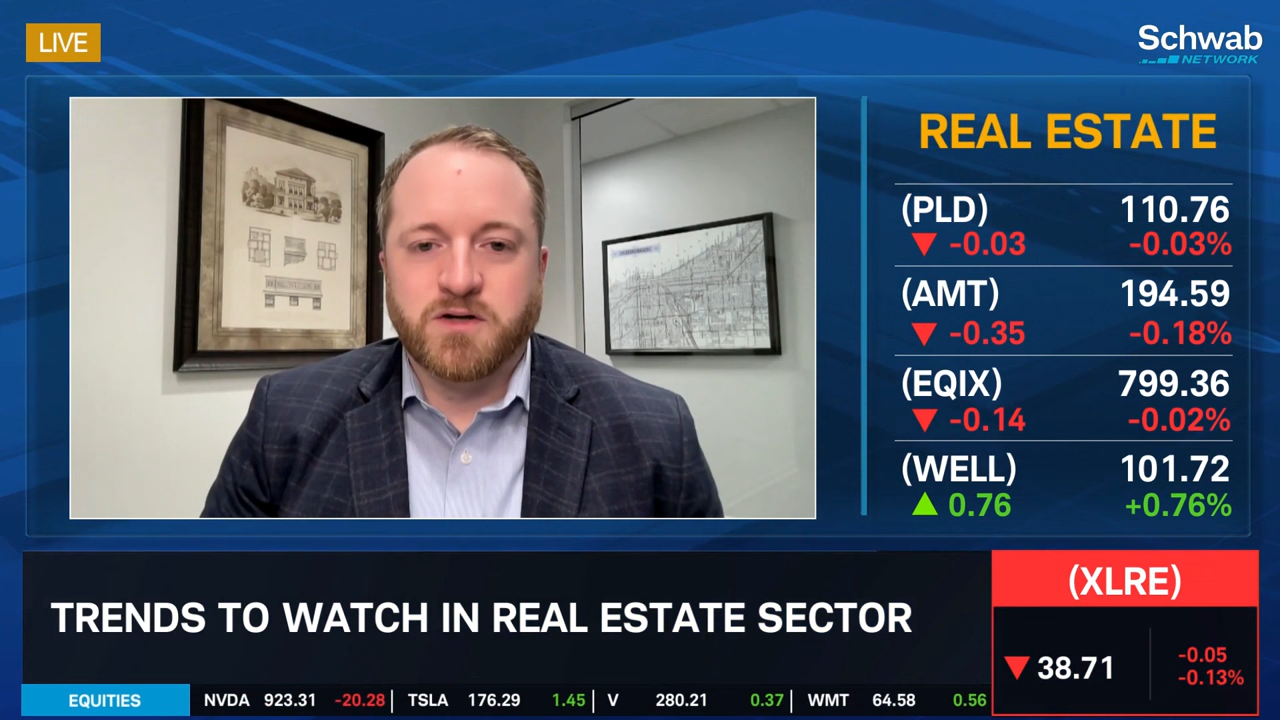 LIVE
Schwab
NETWORK
REAL ESTATE
(PLD) 110.76
▼ -0.03 -0.03%
(AMT) 194.59
▼ -0.35 -0.18%
(EQIX) 799.36
▼ -0.14 -0.02%
(WELL) 101.72
▲ 0.76 +0.76%
TRENDS TO WATCH IN REAL ESTATE SECTOR
(XLRE)
▼ 38.71
-0.05
-0.13%
EQUITIES NVDA 923.31 -20.28 TSLA 176.29 1.45 V 280.21 0.37 WMT 64.58 0.56